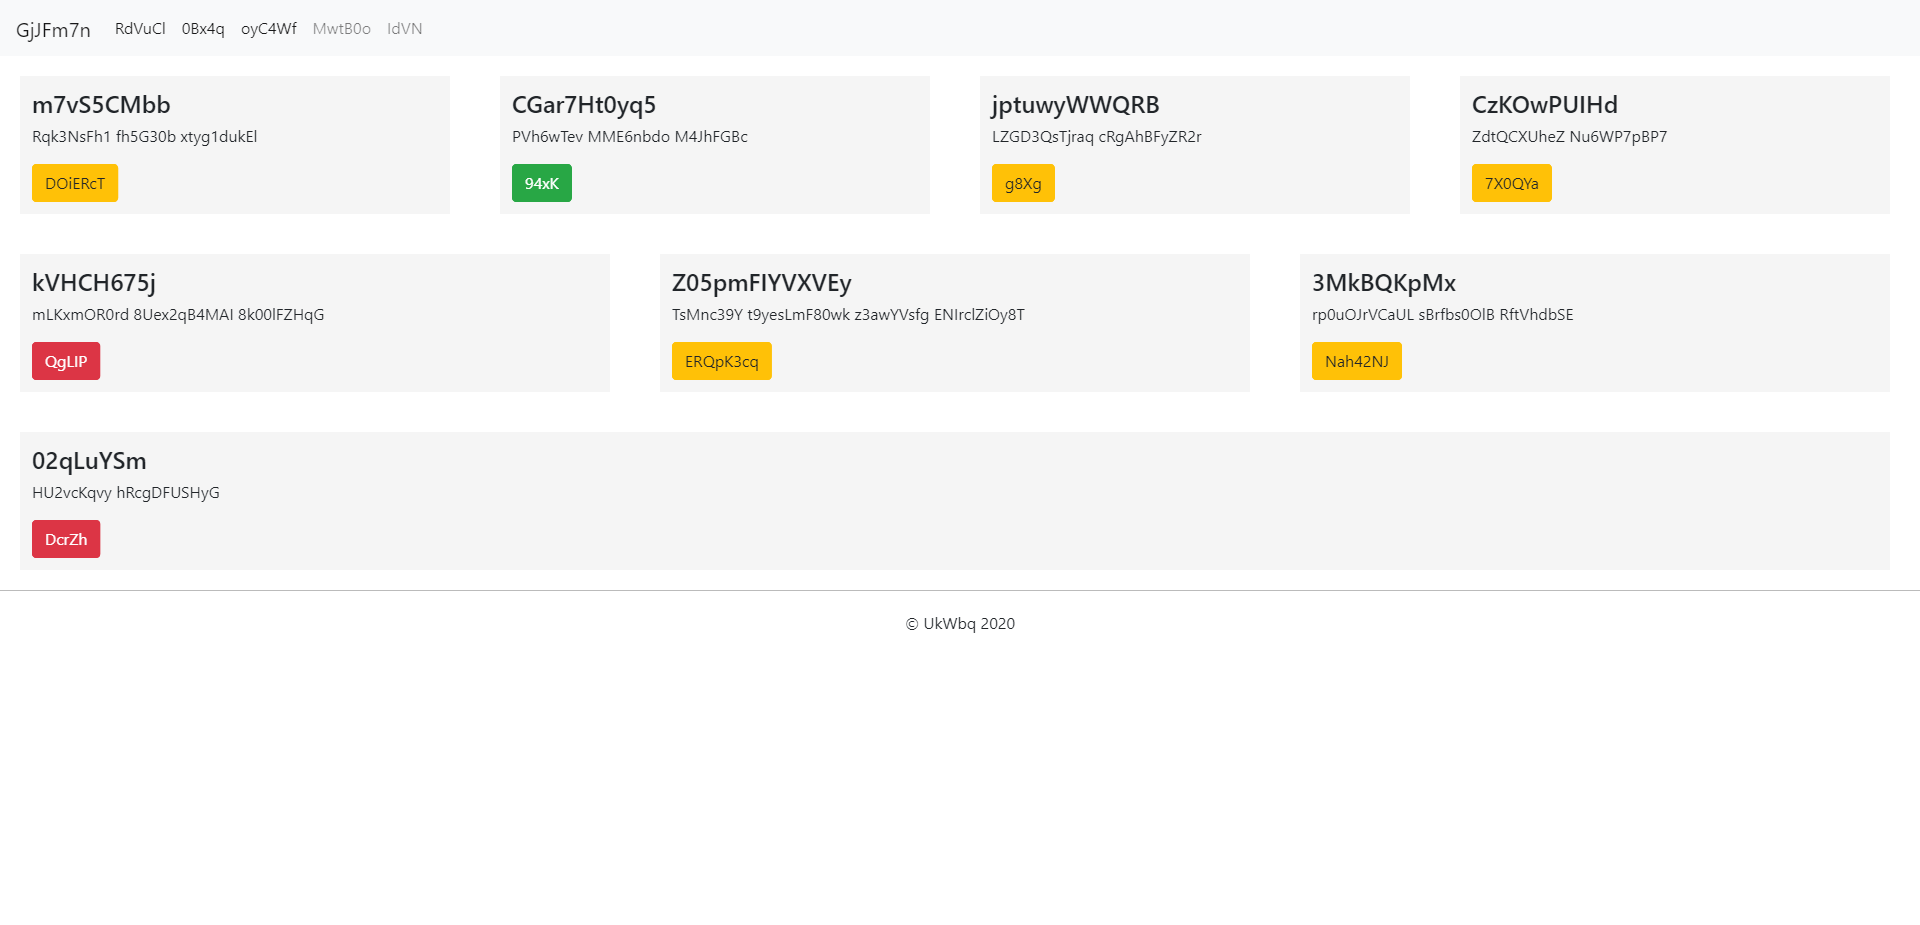 GjJFm7n RdVuCl 0Bx4q oyC4Wf MwtB0o IdVN
m7vS5CMbb
Rqk3NsFh1 fh5G30b xtyg1dukEl
DOiERcT
CGar7Ht0yq5
PVh6wTev MME6nbdo M4JhFGBc
94xK
jptuwyWWQRB
LZGD3QsTjraq cRgAhBFyZR2r
g8Xg
CzKOwPUIHd
ZdtQCXUheZ Nu6WP7pBP7
7X0QYa
kVHCH675j
mLKxmOR0rd 8Uex2qB4MAI 8k00lFZHqG
QgLIP
Z05pmFIYVXVEy
TsMnc39Y t9yesLmF80wk z3awYVsfg ENIrclZiOy8T
ERQpK3cq
3MkBQKpMx
rp0uOJrVCaUL sBrfbs0OlB RftVhdbSE
Nah42NJ
02qLuYSm
HU2vcKqvy hRcgDFUSHyG
DcrZh
© UkWbq 2020